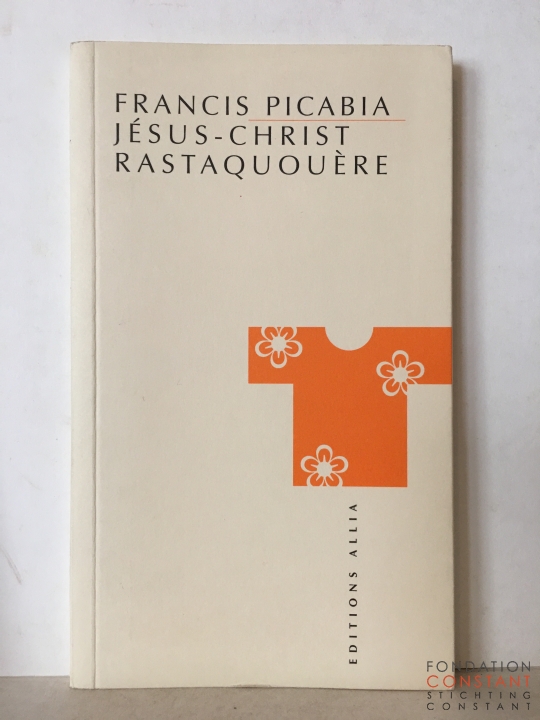 FRANCIS PICABIA
JÉSUS-CHRIST
RASTAQUOUÈRE
EDITIONS ALLIA
FONDATION
CONSTANT
STICHTING
CONSTANT